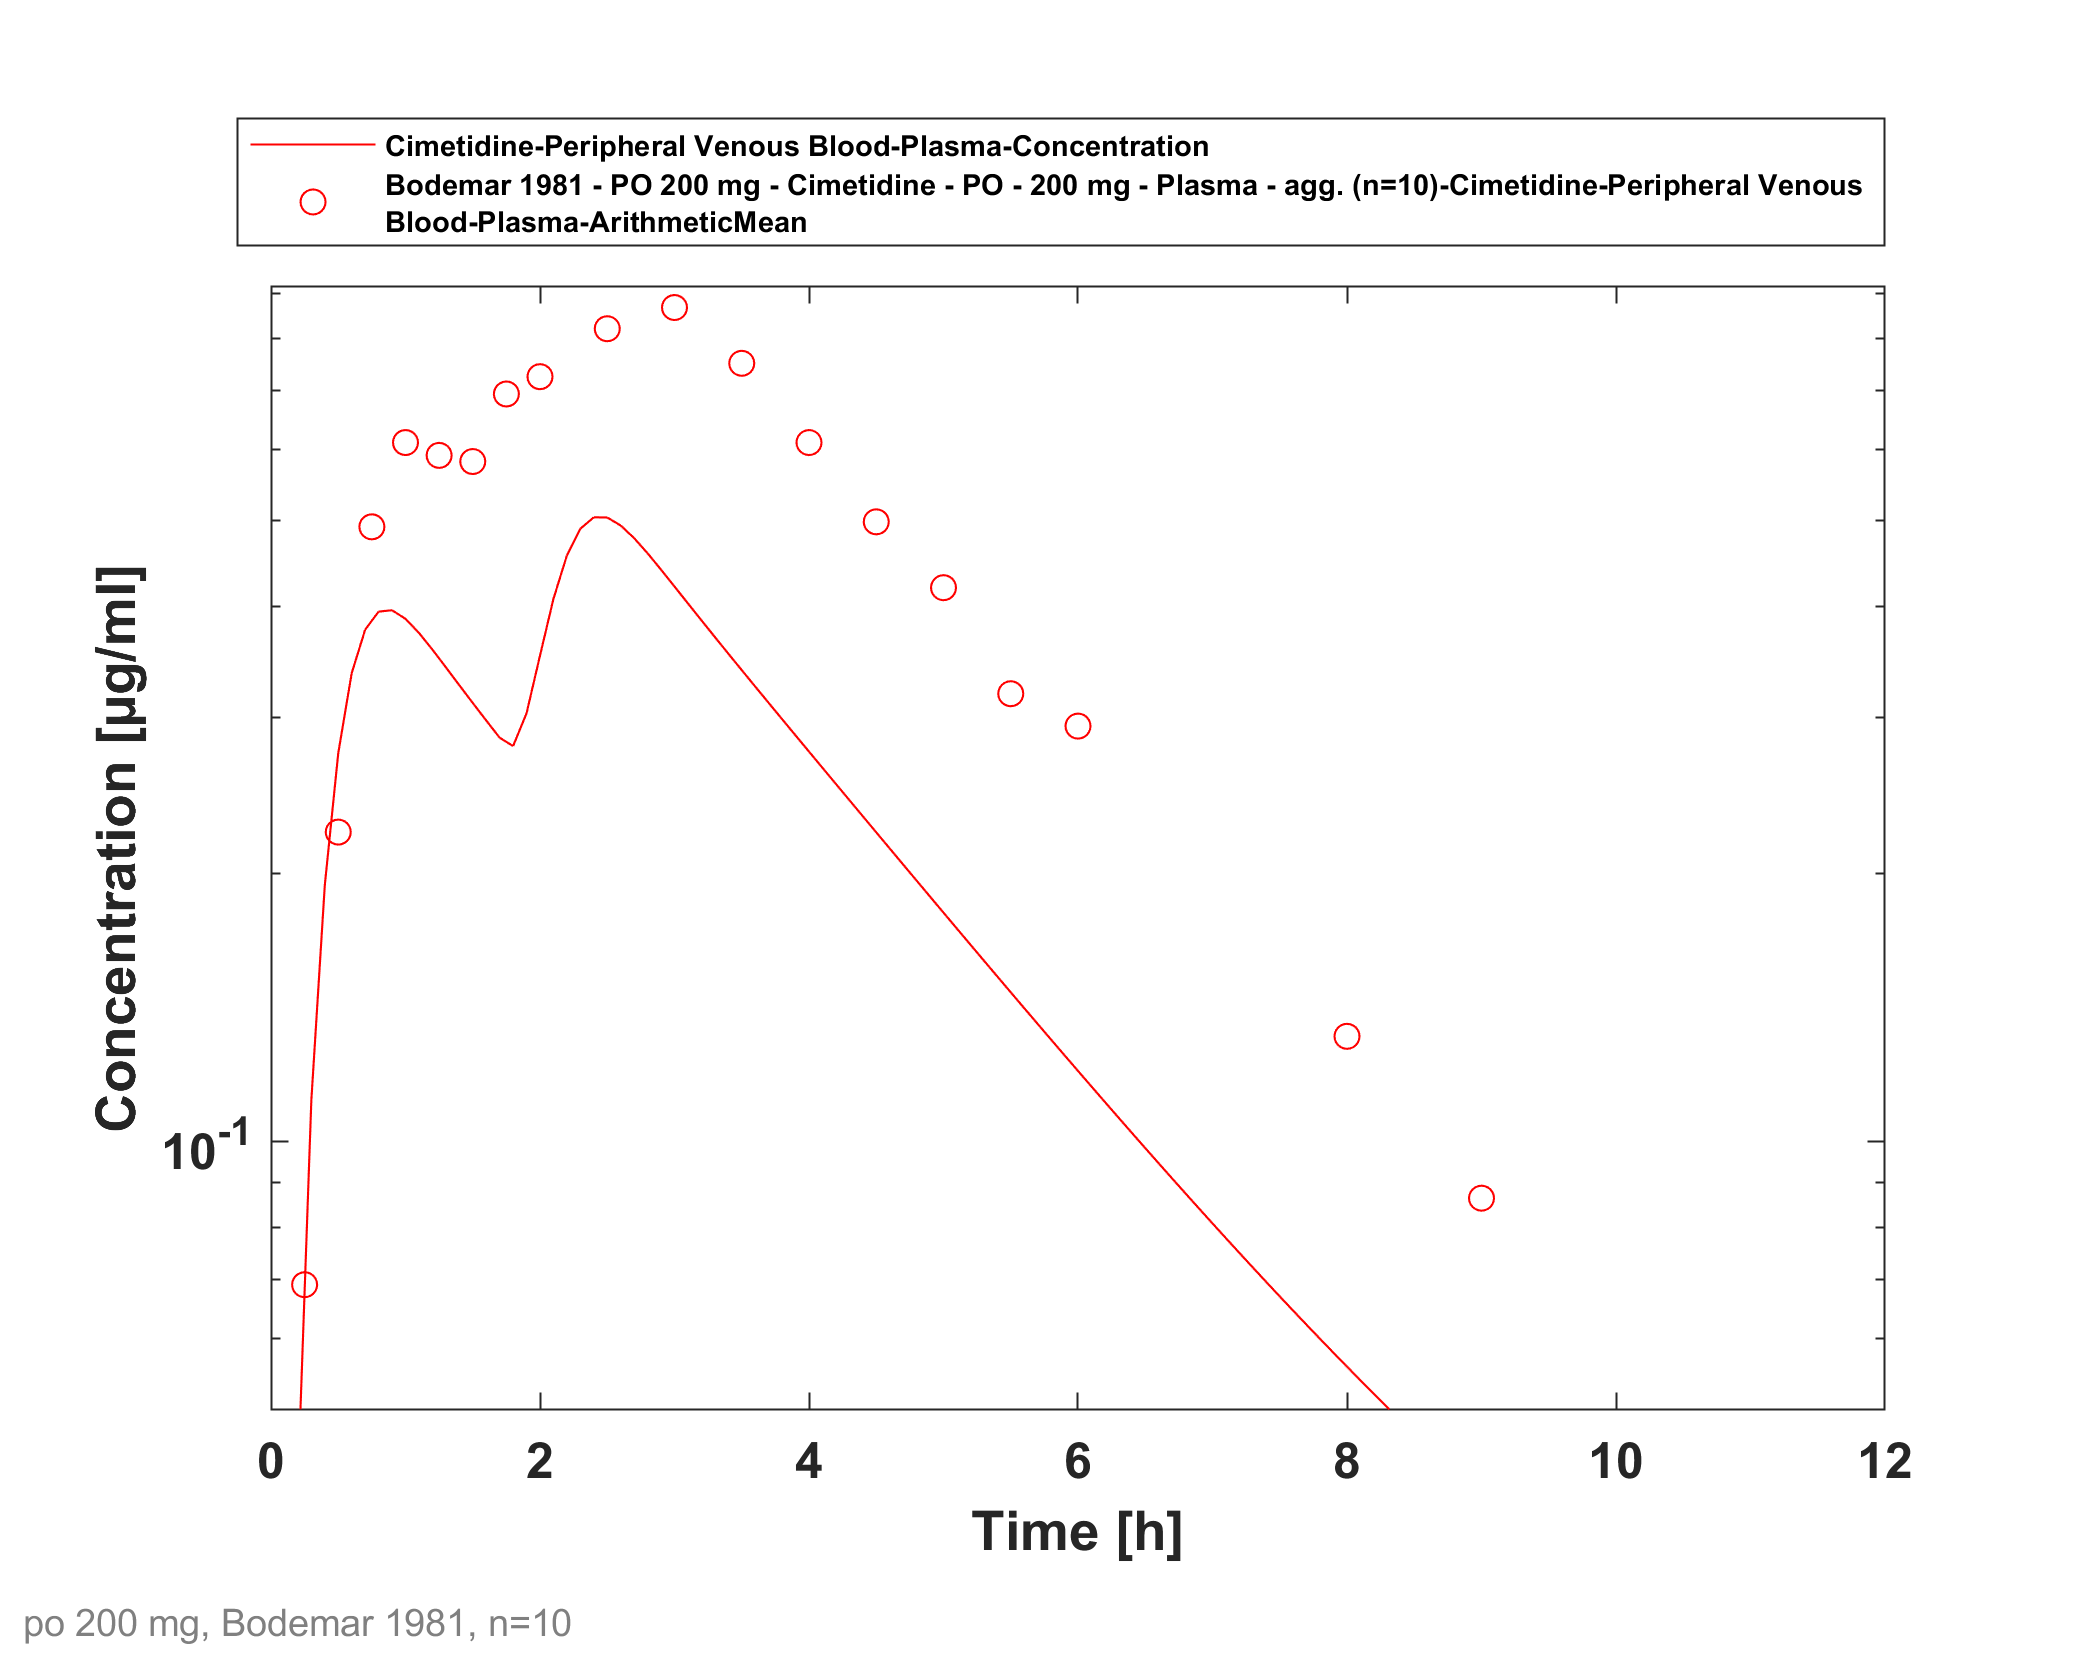 Cimetidine-Peripheral Venous Blood-Plasma-Concentration
Bodemar 1981 - PO 200 mg - Cimetidine - PO - 200 mg - Plasma - agg. (n=10)-Cimetidine-Peripheral Venous
Blood-Plasma-ArithmeticMean
Concentration [µg/ml]
10-1
0 2 4 6 8 10 12
Time [h]
po 200 mg, Bodemar 1981, n=10